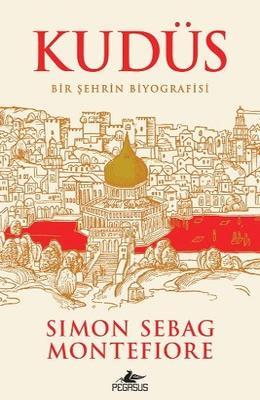 KUDÜS
BİR ŞEHRİN BİYOGRAFİSİ
SIMON SEBAG
MONTEFIORE
PEGASUS